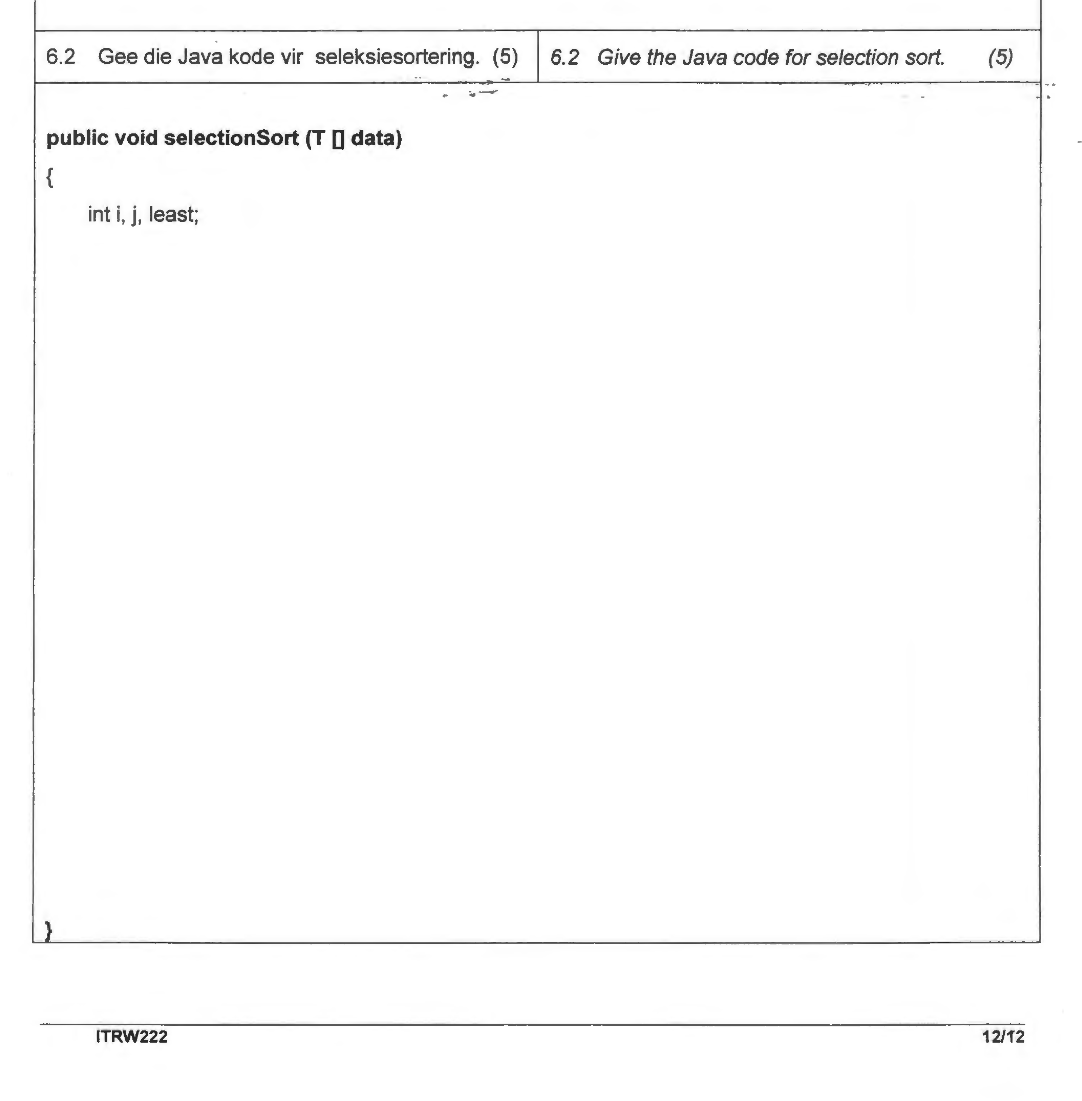 6.2 Gee die Java kode vir seleksiesortering. (5)
6.2 Give the Java code for selection sort. (5)
public void selectionSort (T [] data)
{
int i, j, least;
}
ITRW222
12/12